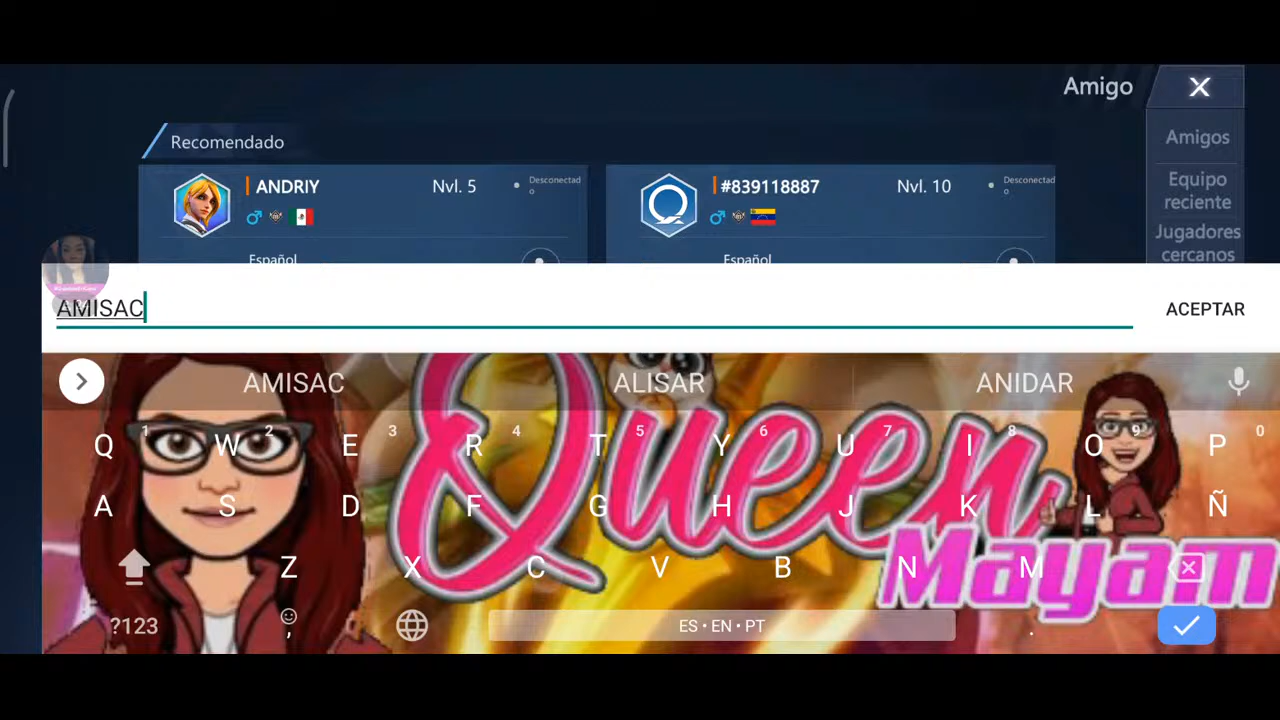 Amigo
Recomendado
Amigos
ANDRIY
Nvl. 5
Desconectad
o
#839118887
Nvl. 10
Desconectad
o
Equipo
reciente
Jugadores
cercanos
Español
Español
AMISAC
ACEPTAR
AMISAC
ALISAR
ANIDAR
Queen
Mayam
Q 1 W 2 E 3 R 4 T 5 Y 6 U 7 I 8 O 9 P 0
A S D F G H J K L Ñ
Z X C V B N M
?123 , ES • EN • PT .